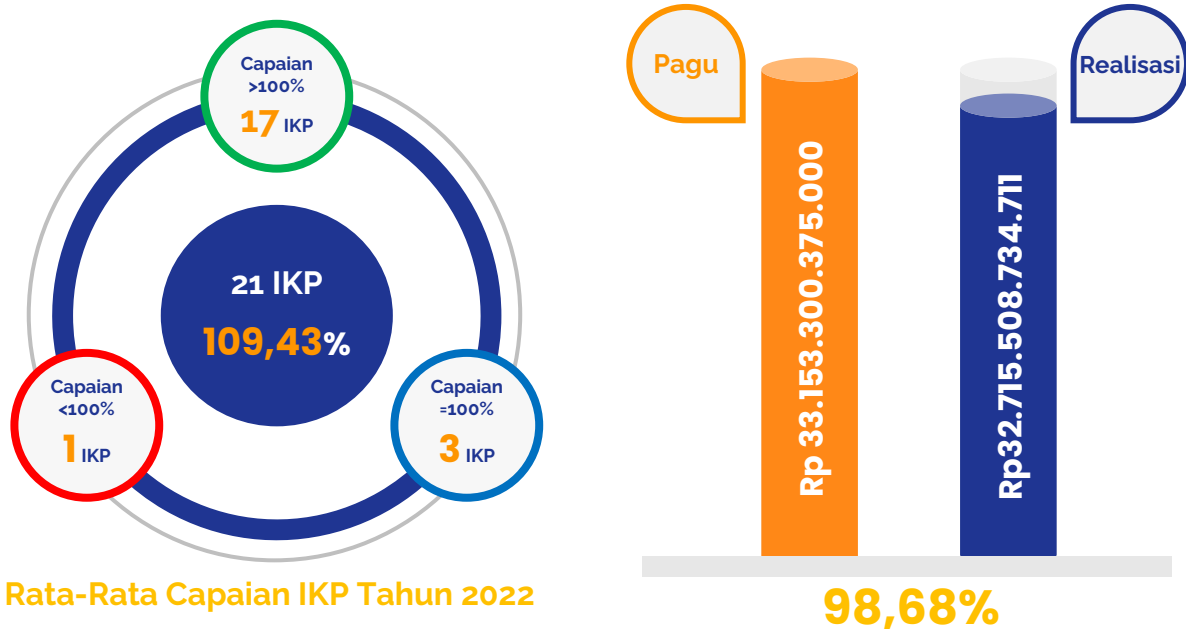 Capaian
>100%
17 IKP
21 IKP
109,43%
Capaian
<100%
1 IKP
Capaian
=100%
3 IKP
Rata-Rata Capaian IKP Tahun 2022
Pagu
Rp 33.153.300.375.000
Realisasi
Rp32.715.508.734.711
98,68%